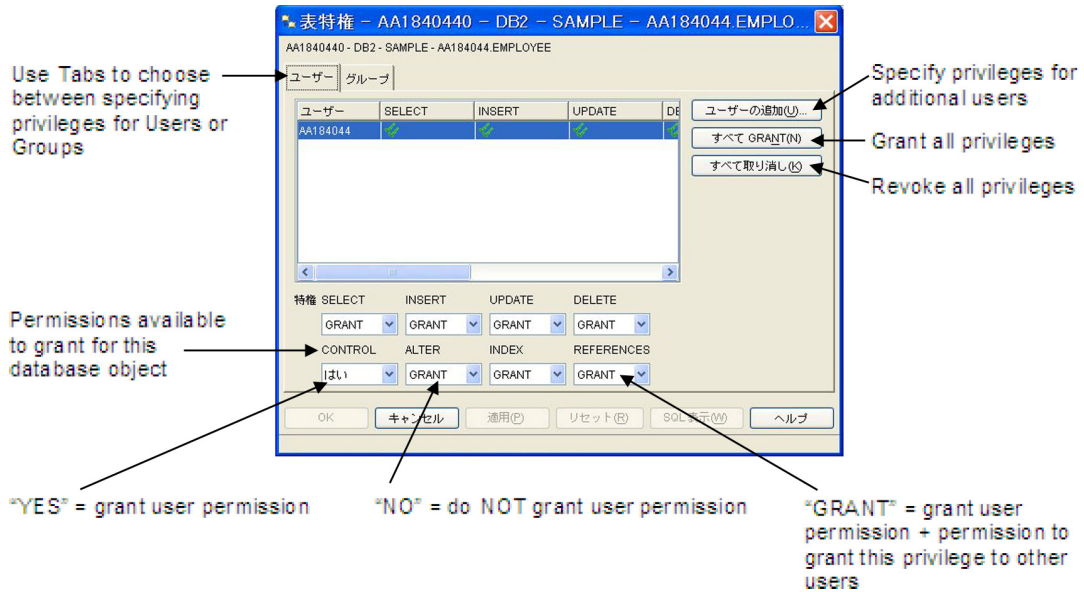 表特権 - AA1840440 - DB2 - SAMPLE - AA184044.EMPLO...
AA1840440 - DB2 - SAMPLE - AA184044.EMPLOYEE
Use Tabs to choose
between specifying
privileges for Users or
Groups
ユーザー グループ
ユーザー SELECT INSERT UPDATE DE
AA184044
ユーザーの追加(U)...
すべて GRANT(N)
すべて取り消し(K)
Specify privileges for
additional users
Grant all privileges
Revoke all privileges
特権 SELECT INSERT UPDATE DELETE
GRANT GRANT GRANT GRANT
CONTROL ALTER INDEX REFERENCES
はい GRANT GRANT GRANT
Permissions available
to grant for this
database object
OK キャンセル 適用(P) リセット(R) SQL表示(W) ヘルプ
“YES” = grant user permission
“NO” = do NOT grant user permission
“GRANT” = grant user
permission + permission to
grant this privilege to other
users